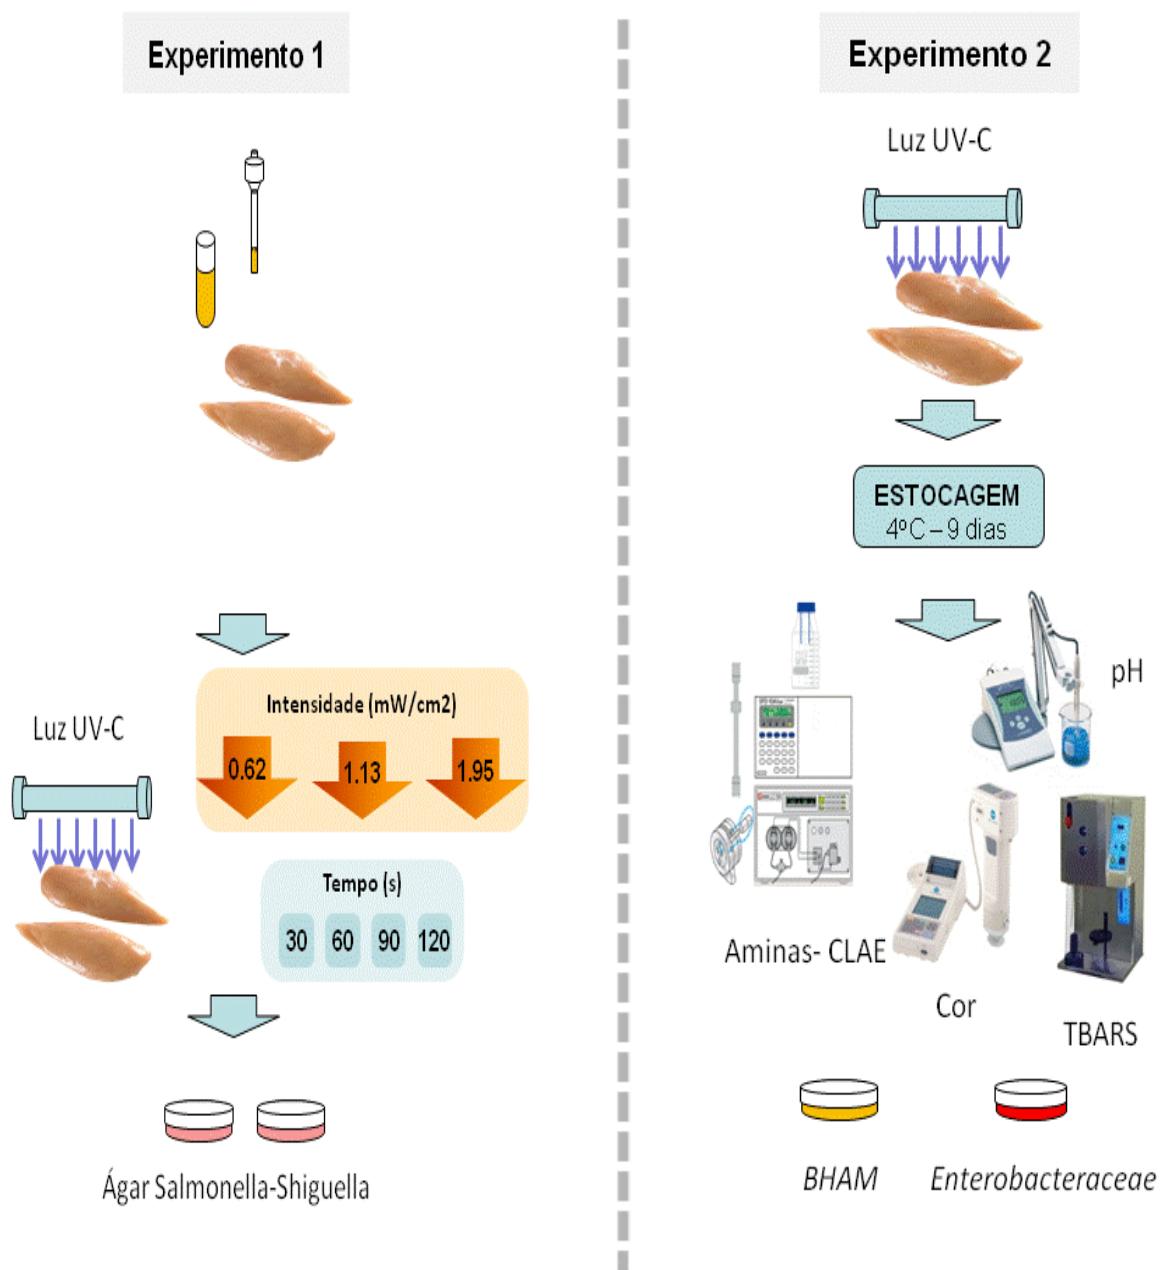 Experimento 1
Intensidade (mW/cm2)
0.62
1.13
1.95
Luz UV-C
Tempo (s)
30
60
90
120
Ágar Salmonella-Shiguella
Experimento 2
Luz UV-C
ESTOCAGEM
4ºC – 9 dias
pH
Aminas- CLAE
Cor
TBARS
BHAM
Enterobacteraceae